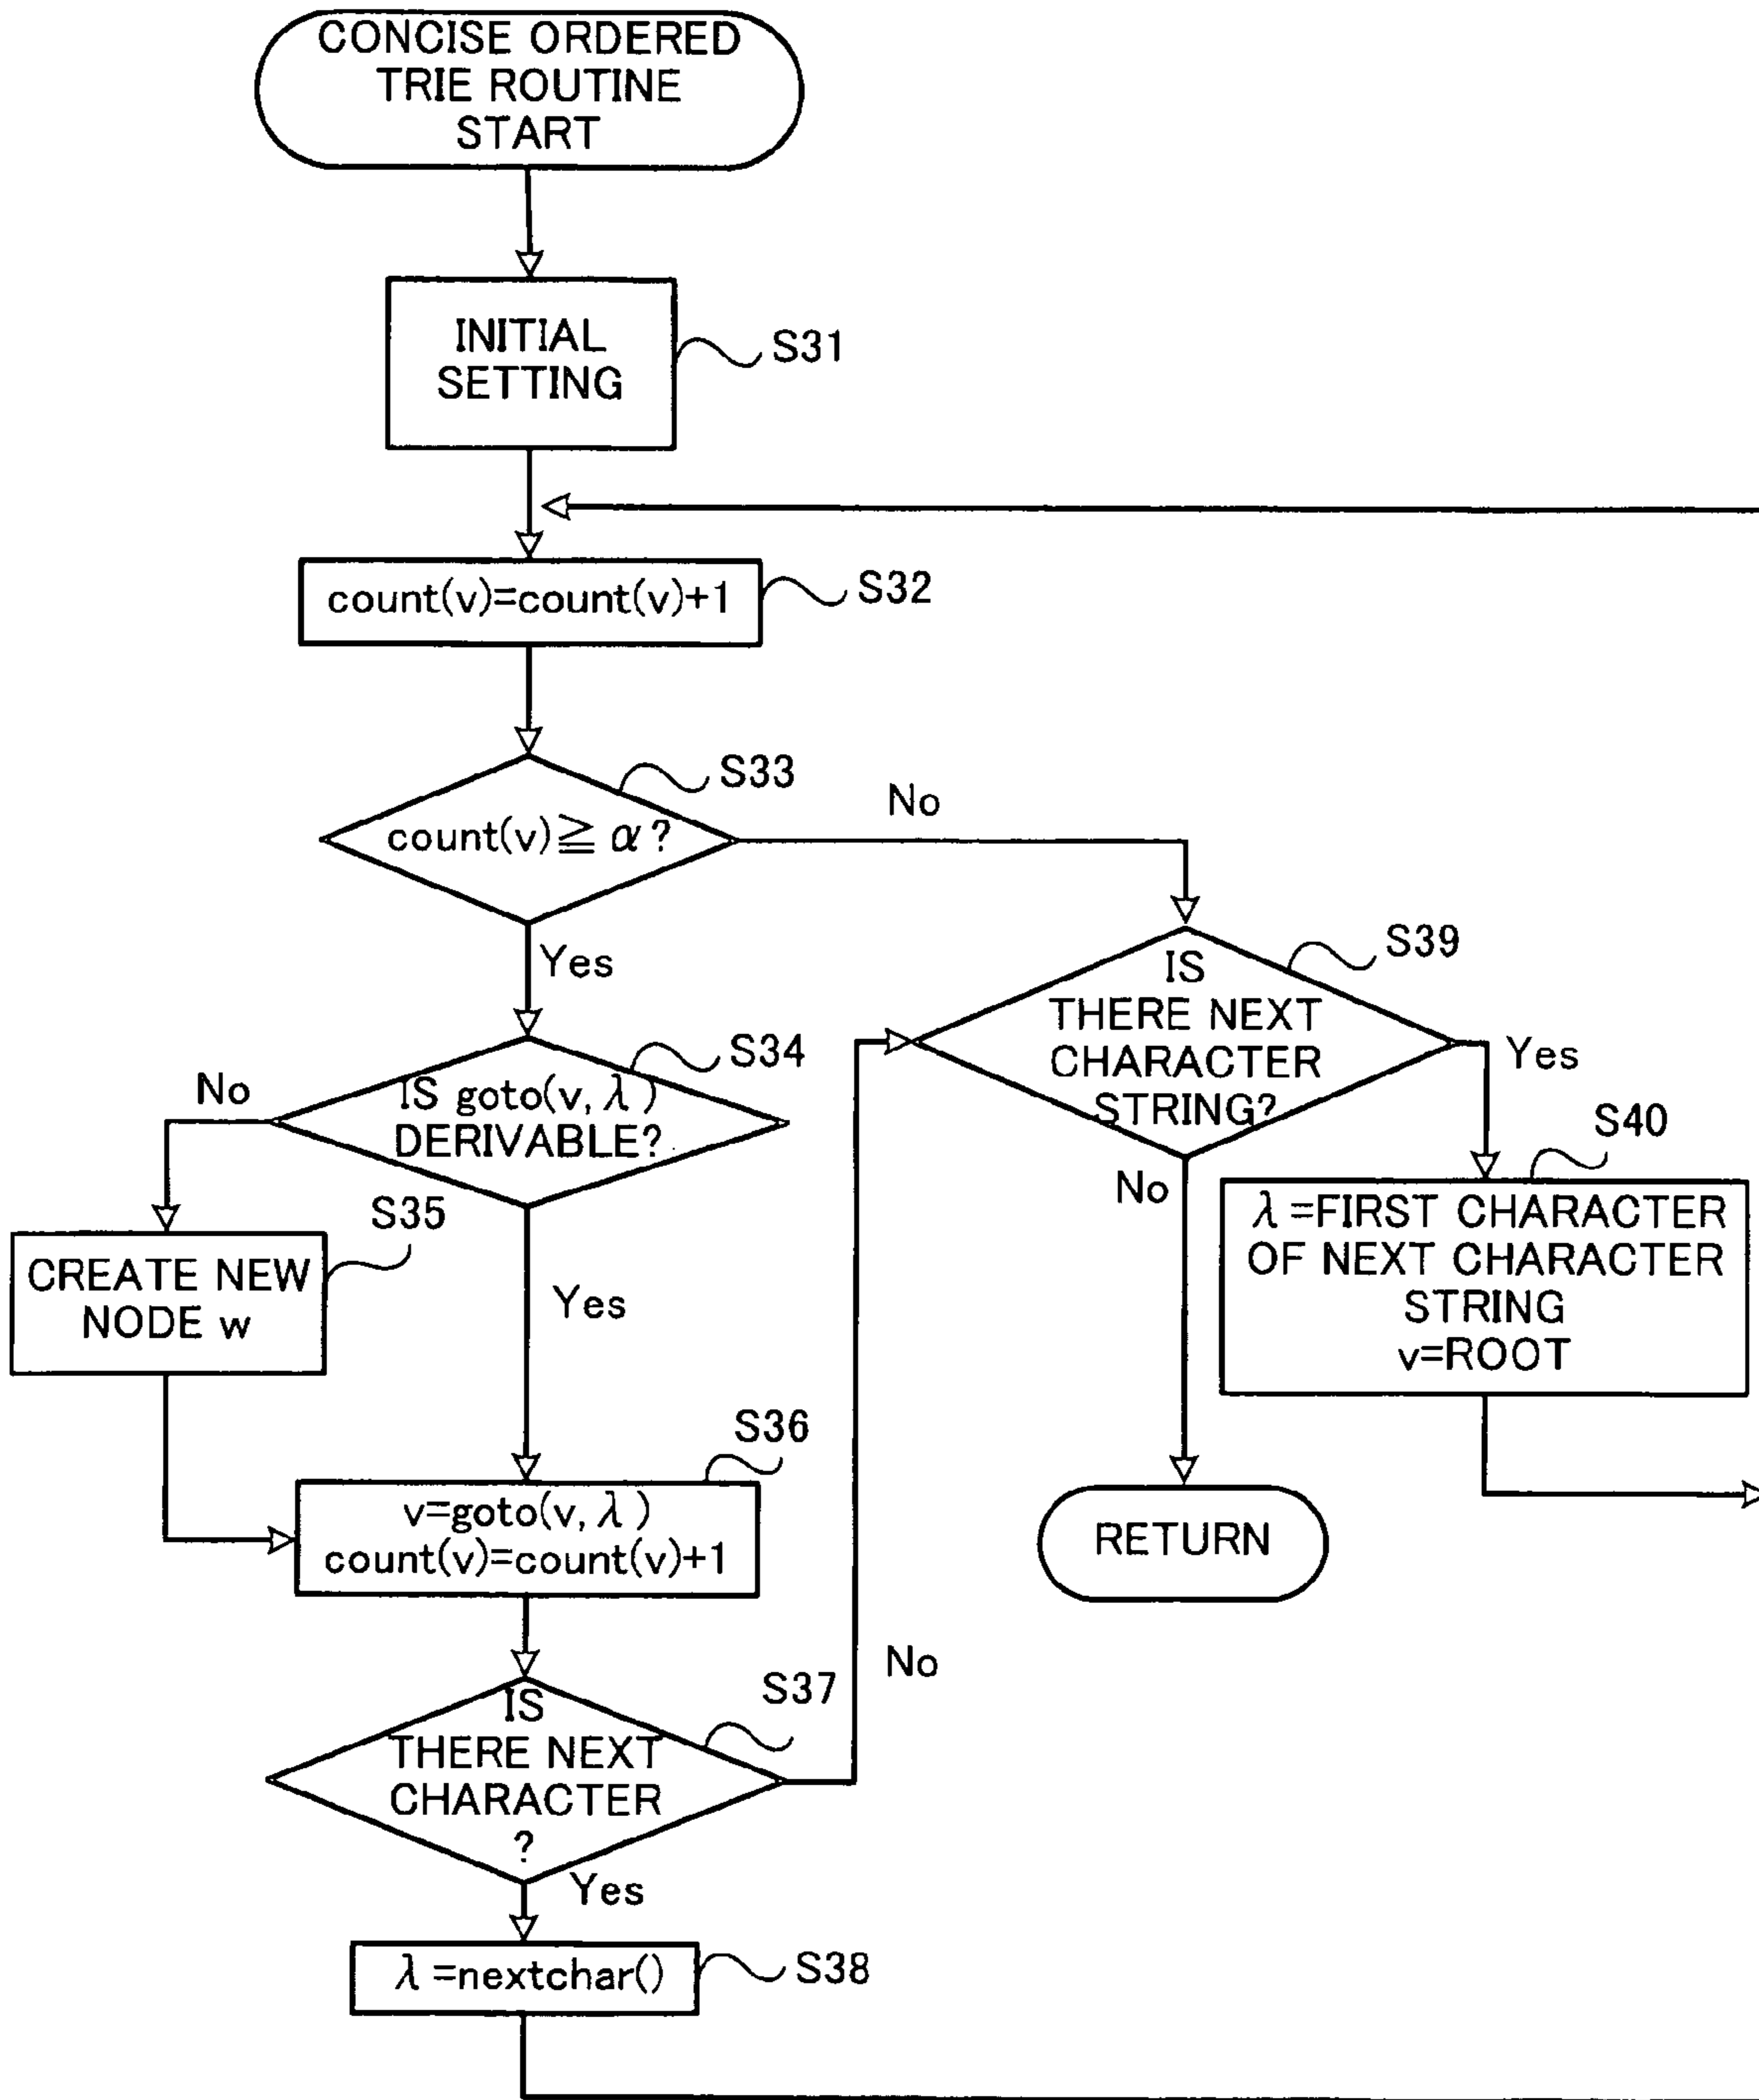 CONCISE ORDERED
TRIE ROUTINE
START
INITIAL
SETTING
S31
count(v)=count(v)+1
S32
count(v)≧ α?
S33
No
Yes
IS goto(v, λ)
DERIVABLE?
S34
No
Yes
CREATE NEW
NODE w
S35
v=goto(v, λ)
count(v)=count(v)+1
S36
IS
THERE NEXT
CHARACTER
?
S37
No
Yes
λ=nextchar()
S38
IS
THERE NEXT
CHARACTER
STRING?
S39
Yes
No
λ=FIRST CHARACTER
OF NEXT CHARACTER
STRING
v=ROOT
S40
RETURN